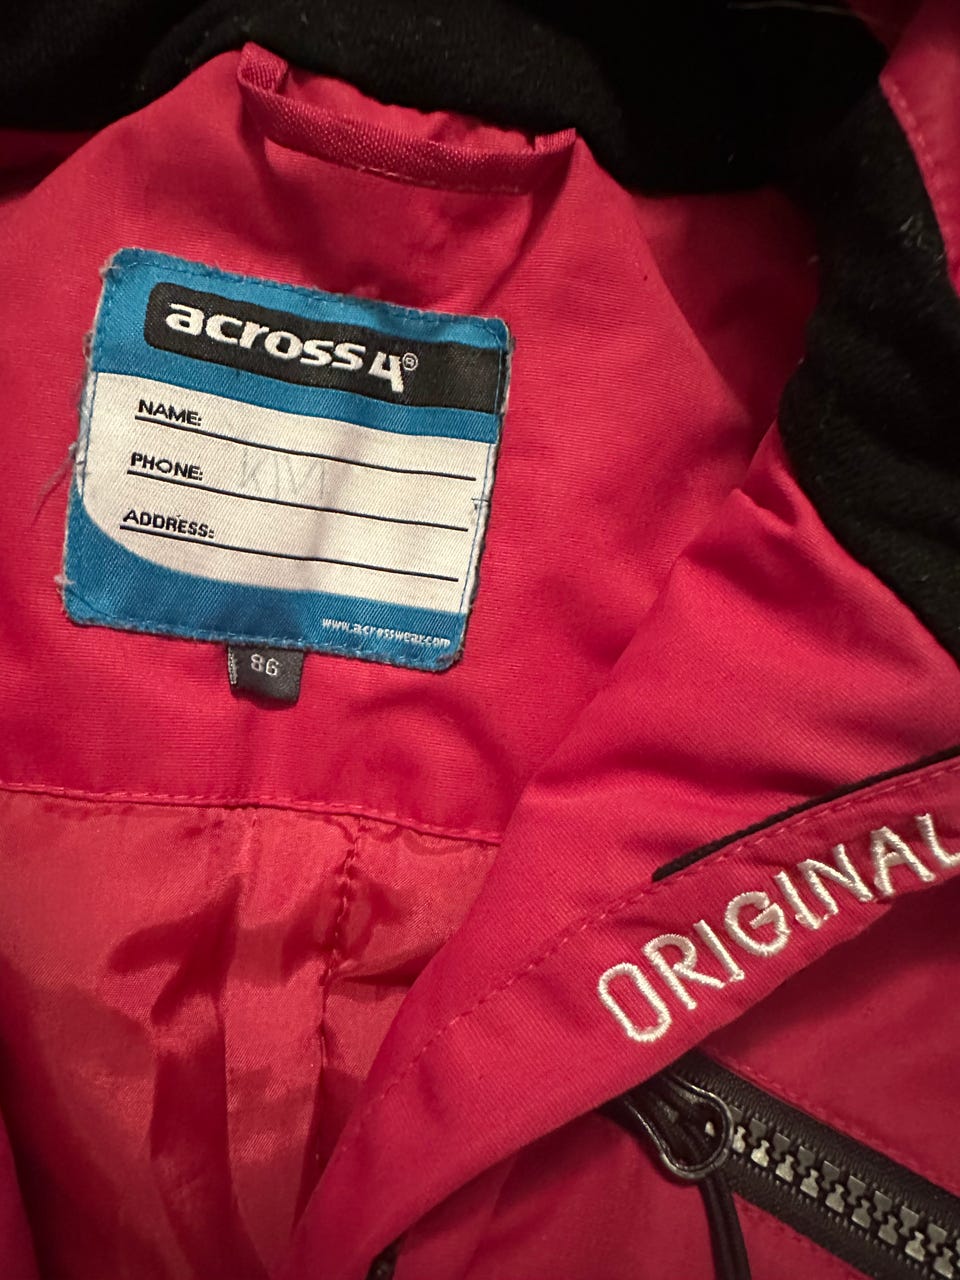 across4®
NAME:
PHONE:
ADDRESS:
www.acrosswear.com
86
ORIGINAL